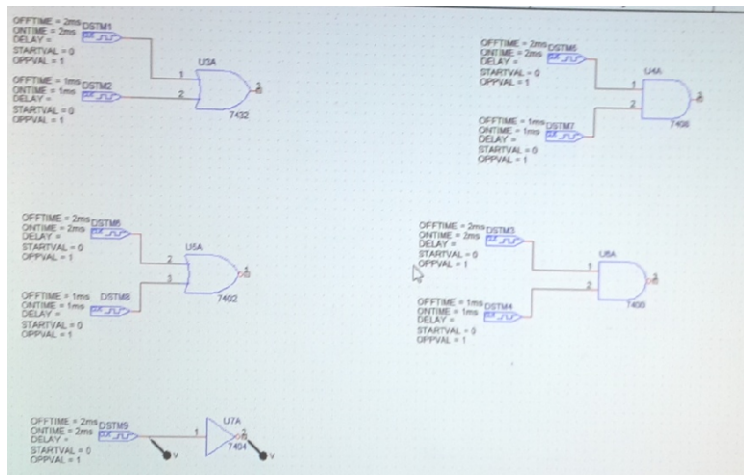 OFFTIME = 2ms DSTM1
ONTIME = 2ms
DELAY =
STARTVAL = 0
OPPVAL = 1
OFFTIME = 1ms DSTM2
ONTIME = 1ms
DELAY =
STARTVAL = 0
OPPVAL = 1
U3A
1
2
3
7432
OFFTIME = 2ms
ONTIME = 2ms
DELAY =
STARTVAL = 0
OPPVAL = 1
OFFTIME = 1ms DSTM7
ONTIME = 1ms
DELAY =
STARTVAL = 0
OPPVAL = 1
U4A
1
2
3
OFFTIME = 2ms
ONTIME = 2ms
DELAY =
STARTVAL = 0
OPPVAL = 1
OFFTIME = 1ms DSTM8
ONTIME = 1ms
DELAY =
STARTVAL = 0
OPPVAL = 1
U5A
2
3
7402
OFFTIME = 2ms DSTM3
ONTIME = 2ms
DELAY =
STARTVAL = 0
OPPVAL = 1
OFFTIME = 1ms DSTM4
ONTIME = 1ms
DELAY =
STARTVAL = 0
OPPVAL = 1
1
2
3
7400
OFFTIME = 2ms DSTM9
ONTIME = 2ms
DELAY =
STARTVAL = 0
OPPVAL = 1
U7A
1
2
7404
V
V